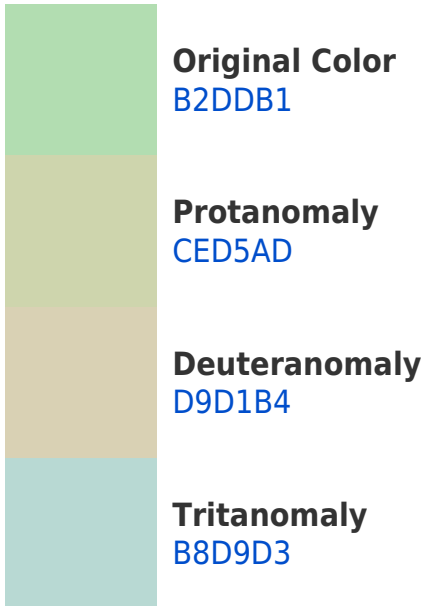 Original Color
B2DDB1
Protanomaly
CED5AD
Deuteranomaly
D9D1B4
Tritanomaly
B8D9D3